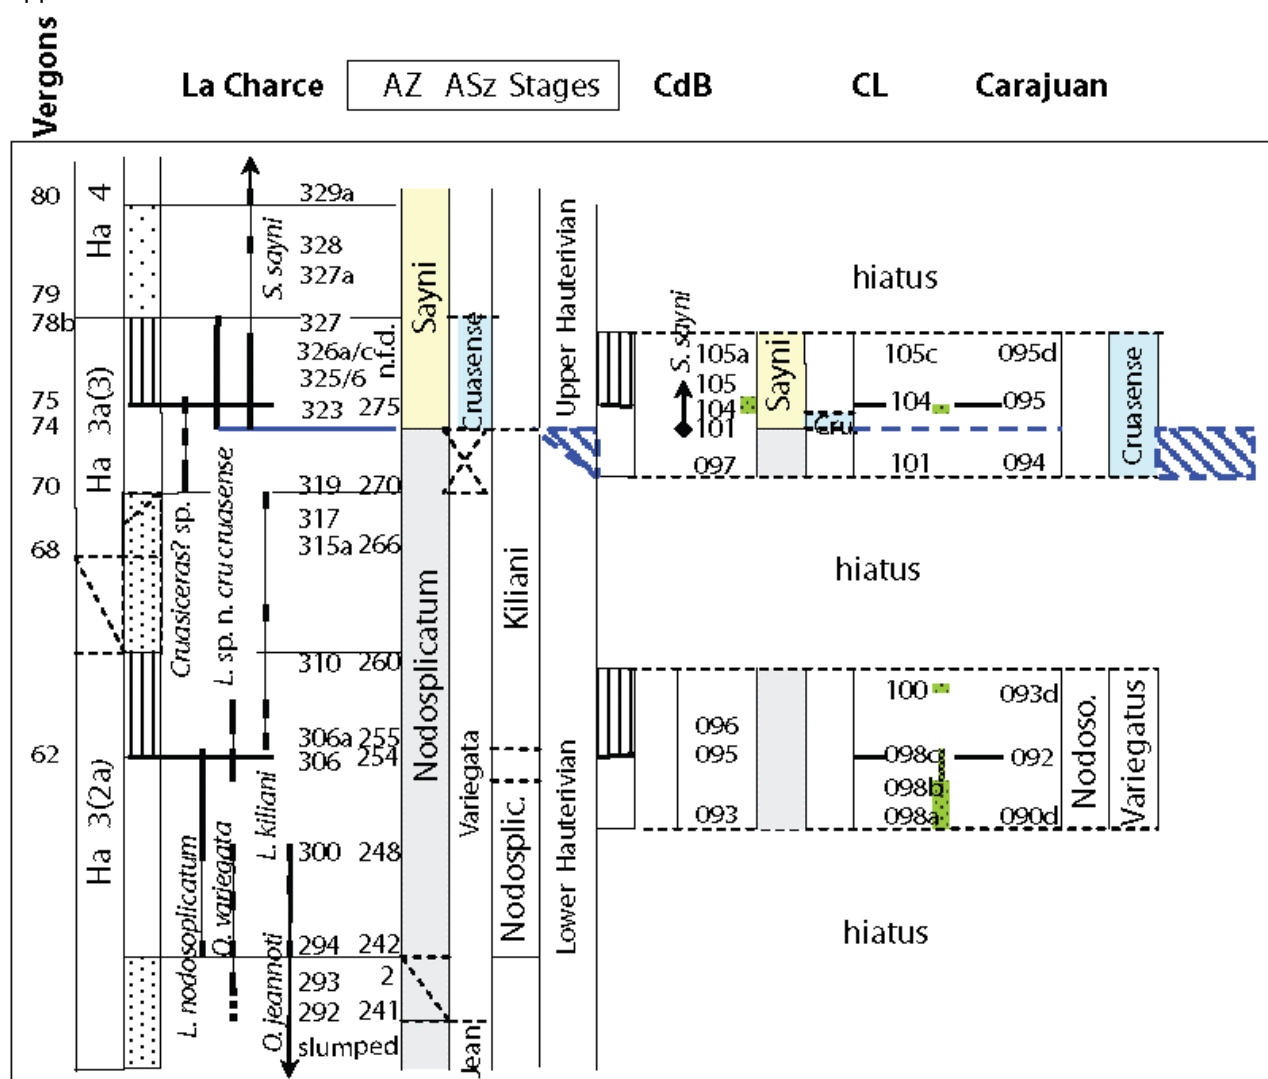 Vergons
La Charce AZ ASz Stages CdB CL Carajuan
80 Ha 4 329a
S. sayni
328
327a
79
78b 327
326a/c n.f.d.
325/6
75 323 275
74
Ha 3a(3)
70 319 270
317
68 315a 266
Cruasiceras? sp.
L. sp. n. cru cruasense
310 260
306a 255
62 306 254
Ha 3(2a)
L. kiliani
L. nodosoplicatum
O. variegata
300 248
294 242
O. jeannoti
293 2
292 241
slumped
Sayni
Nodosplicatum
Cruasense
Variegata
Jean
Kiliani
Nodosplic.
Upper Hauterivian
Lower Hauterivian
hiatus
S. sayni
105a Sayni 105c 095d Cruasense
105
104 104 095
101 Cru.
097 101 094
hiatus
100 093d
096
095 098c 092
098b
093 098a 090d
Nodoso.
Variegatus
hiatus